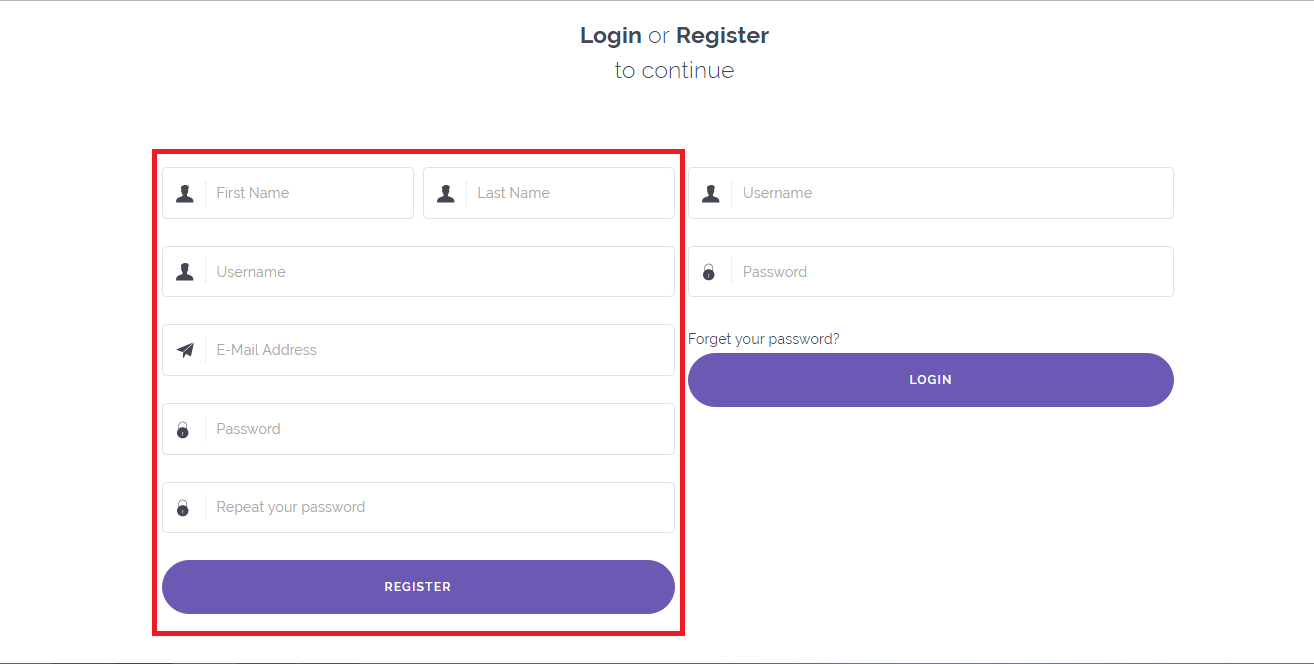 Login or Register
to continue
First Name
Last Name
Username
E-Mail Address
Password
Repeat your password
REGISTER
Username
Password
Forget your password?
LOGIN